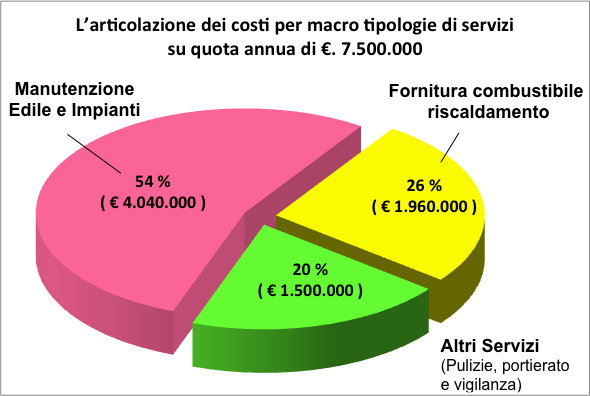 L'articolazione dei costi per macro tipologie di servizi
su quota annua di €. 7.500.000
Manutenzione
Edile e Impianti
Fornitura combustibile
riscaldamento
54 %
( € 4.040.000 )
26 %
( € 1.960.000 )
20 %
( € 1.500.000 )
Altri Servizi
(Pulizie, portierato
e vigilanza)